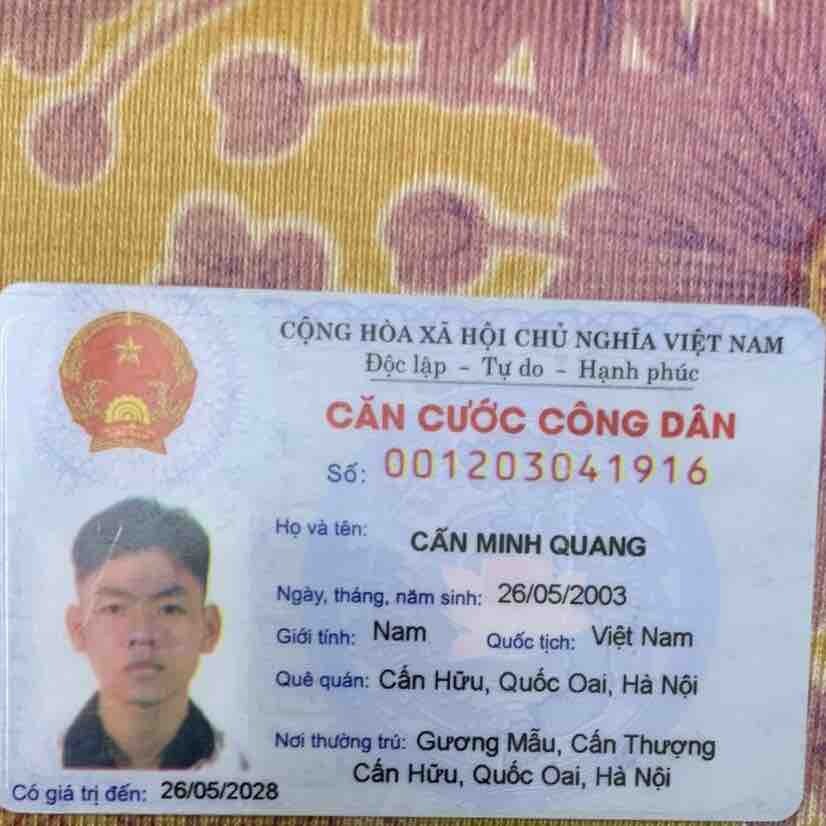 CỘNG HÒA XÃ HỘI CHỦ NGHĨA VIỆT NAM
Độc lập - Tự do - Hạnh phúc
CĂN CƯỚC CÔNG DÂN
Số: 001203041916
Họ và tên: CẤN MINH QUANG
Ngày, tháng, năm sinh: 26/05/2003
Giới tính: Nam Quốc tịch: Việt Nam
Quê quán: Cấn Hữu, Quốc Oai, Hà Nội
Nơi thường trú: Gương Mẫu, Cấn Thượng
Cấn Hữu, Quốc Oai, Hà Nội
Có giá trị đến: 26/05/2028